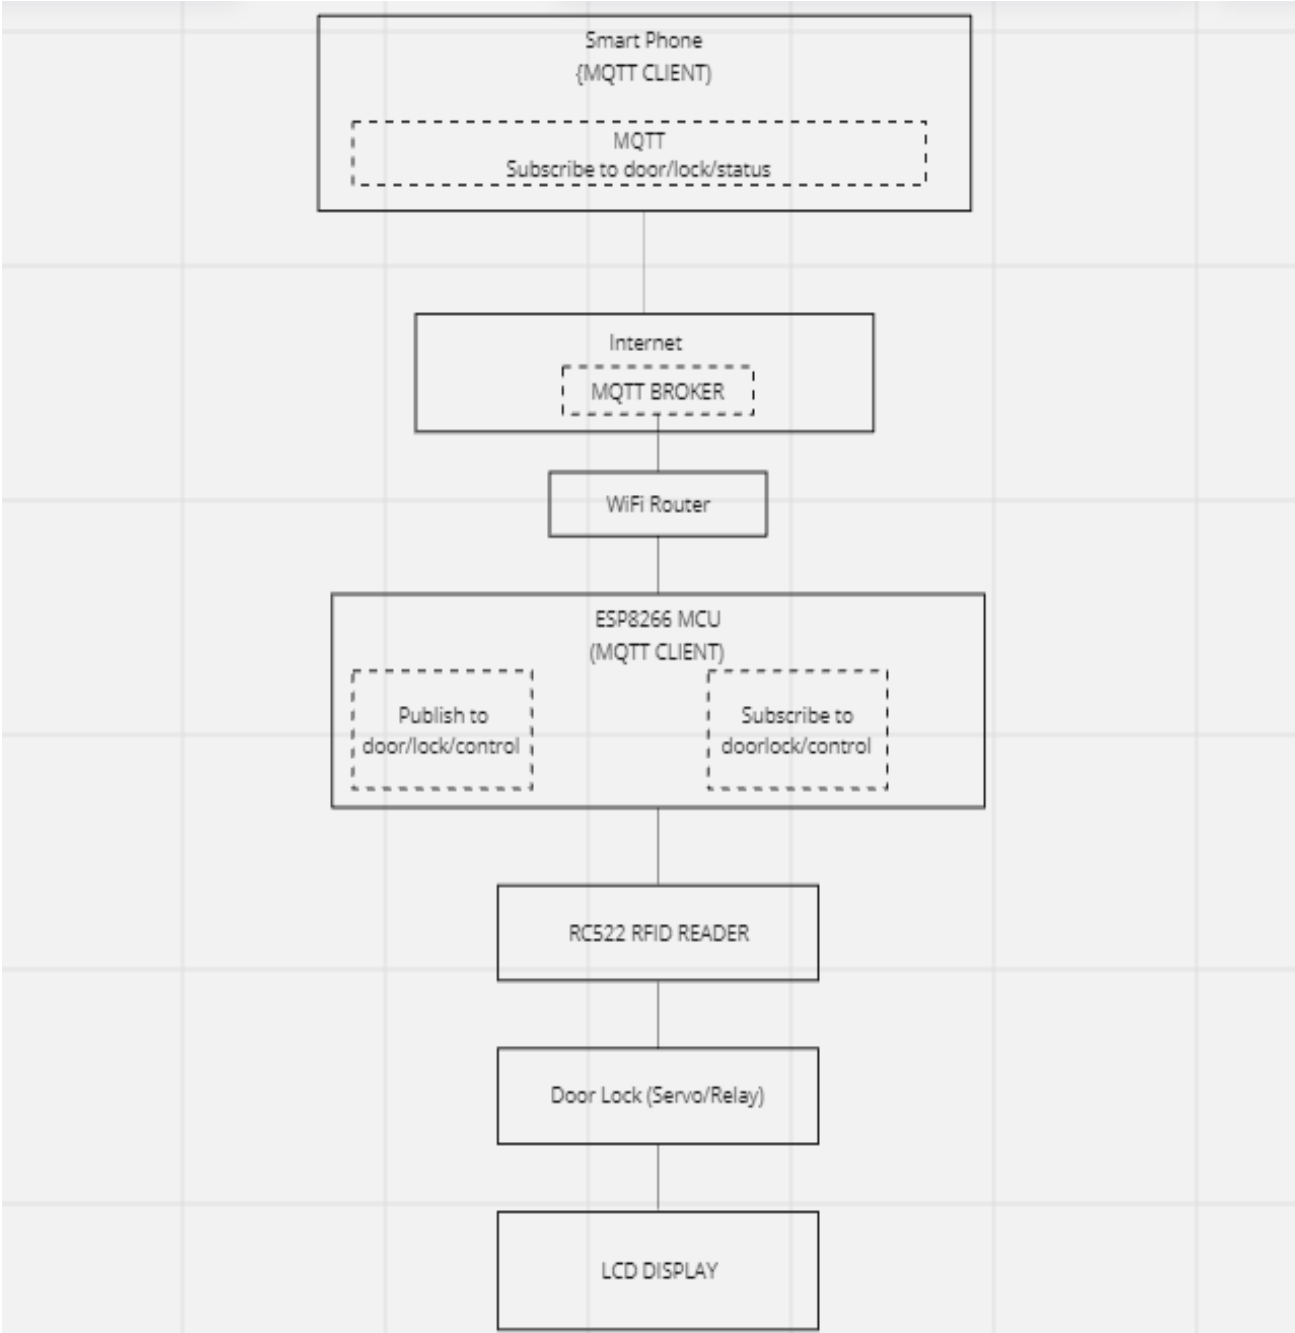 Smart Phone
{MQTT CLIENT)
MQTT
Subscribe to door/lock/status
Internet
MQTT BROKER
WiFi Router
ESP8266 MCU
(MQTT CLIENT)
Publish to
door/lock/control
Subscribe to
doorlock/control
RC522 RFID READER
Door Lock (Servo/Relay)
LCD DISPLAY